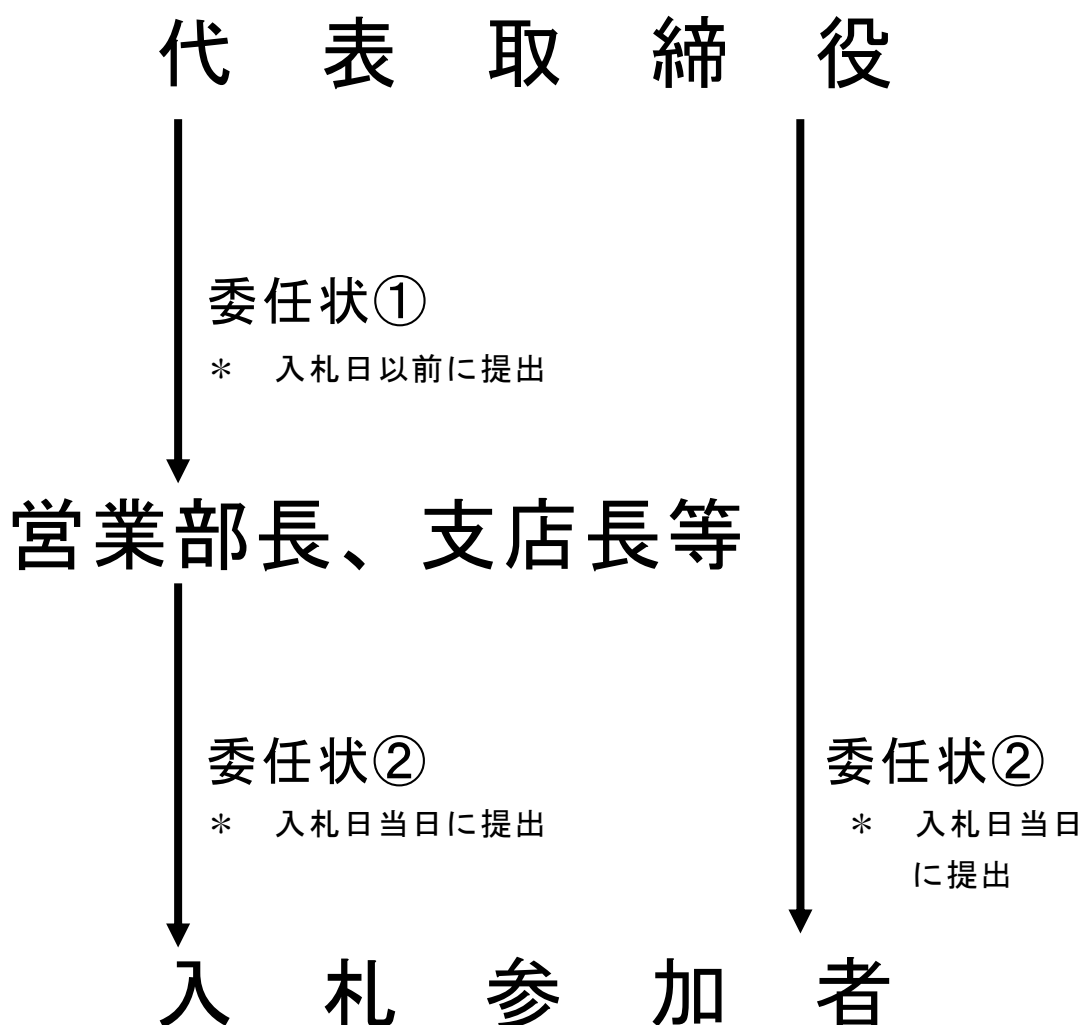 代表取締役
委任状①
＊　入札日以前に提出
営業部長、支店長等
委任状②
＊　入札日当日に提出
委任状②
＊　入札日当日
に提出
入札参加者